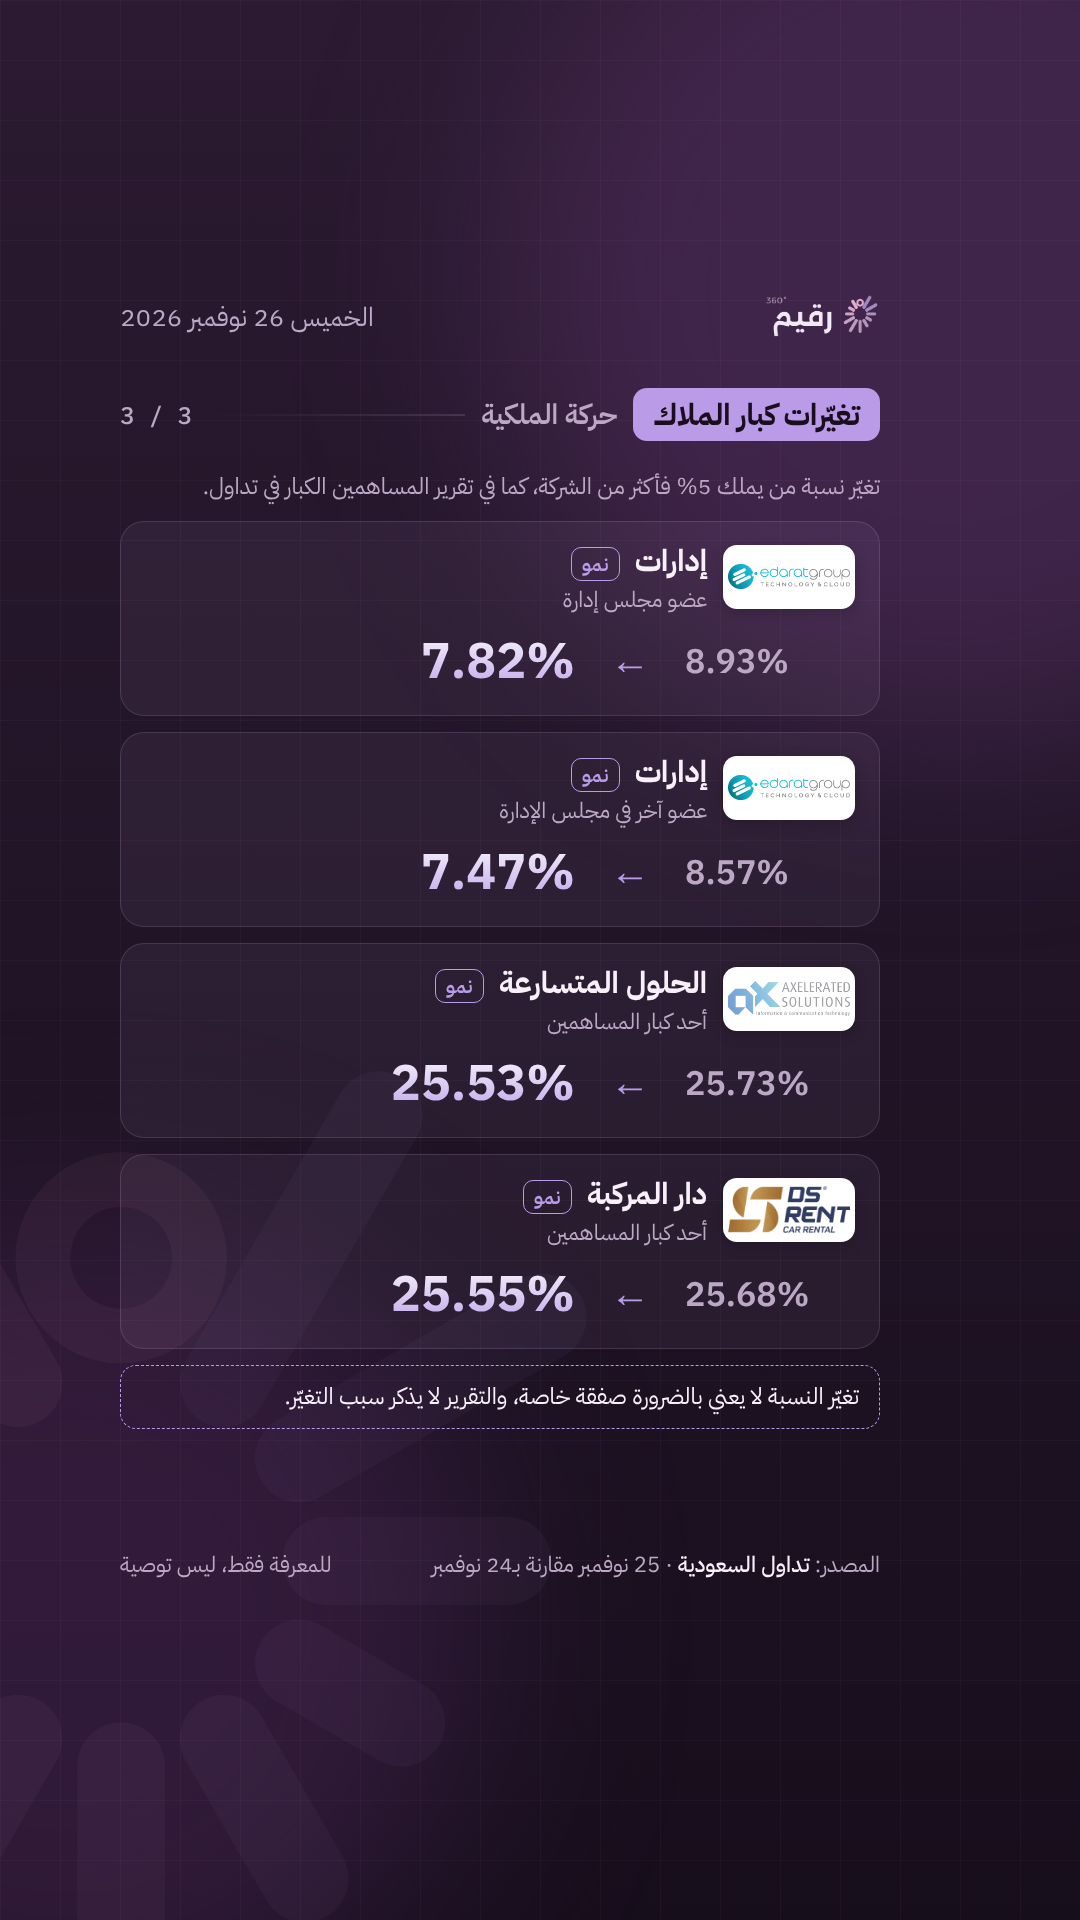 رقيم 360°
الخميس 26 نوفمبر 2026
تغيّرات كبار الملاك
حركة الملكية
3 / 3
تغيّر نسبة من يملك 5% فأكثر من الشركة، كما في تقرير المساهمين الكبار في تداول.
edaratgroup
TECHNOLOGY & CLOUD
إدارات نمو
عضو مجلس إدارة
8.93% ← 7.82%
edaratgroup
TECHNOLOGY & CLOUD
إدارات نمو
عضو آخر في مجلس الإدارة
8.57% ← 7.47%
AXELERATED
SOLUTIONS
Information & Communication Technology
الحلول المتسارعة نمو
أحد كبار المساهمين
25.73% ← 25.53%
DS
RENT
CAR RENTAL
دار المركبة نمو
أحد كبار المساهمين
25.68% ← 25.55%
تغيّر النسبة لا يعني بالضرورة صفقة خاصة، والتقرير لا يذكر سبب التغيّر.
المصدر: تداول السعودية · 25 نوفمبر مقارنة بـ24 نوفمبر
للمعرفة فقط، ليس توصية